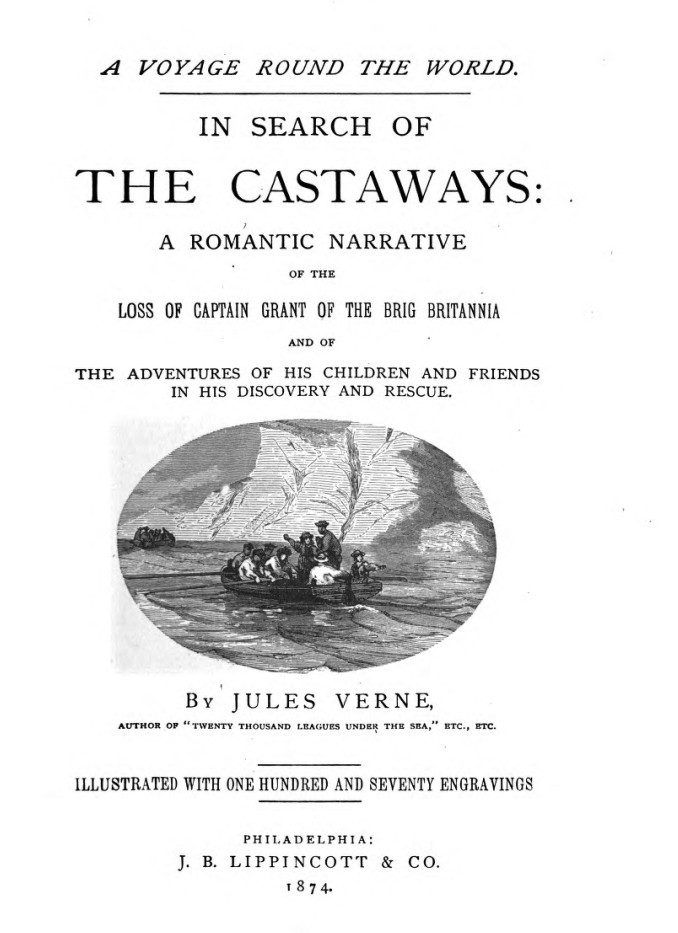 A VOYAGE ROUND THE WORLD.
IN SEARCH OF
THE CASTAWAYS:
A ROMANTIC NARRATIVE
OF THE
LOSS OF CAPTAIN GRANT OF THE BRIG BRITANNIA
AND OF
THE ADVENTURES OF HIS CHILDREN AND FRIENDS
IN HIS DISCOVERY AND RESCUE.
BY JULES VERNE,
AUTHOR OF "TWENTY THOUSAND LEAGUES UNDER THE SEA," ETC., ETC.
ILLUSTRATED WITH ONE HUNDRED AND SEVENTY ENGRAVINGS
PHILADELPHIA:
J. B. LIPPINCOTT & CO.
1874.